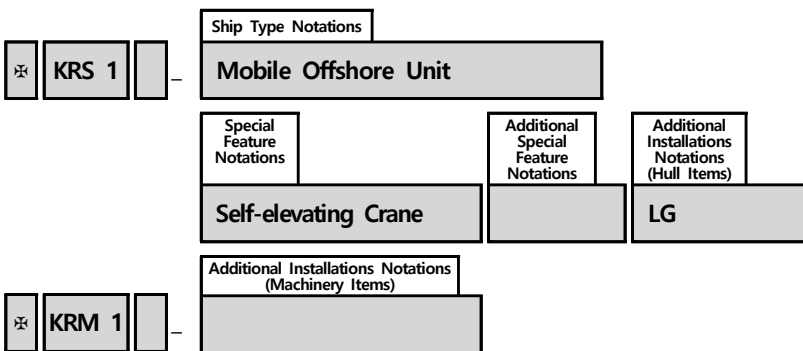 Ship Type Notations
✠ KRS 1 _ Mobile Offshore Unit
Special
Feature
Notations
Additional
Special
Feature
Notations
Additional
Installations
Notations
(Hull Items)
Self-elevating Crane
LG
Additional Installations Notations
(Machinery Items)
✠ KRM 1 _